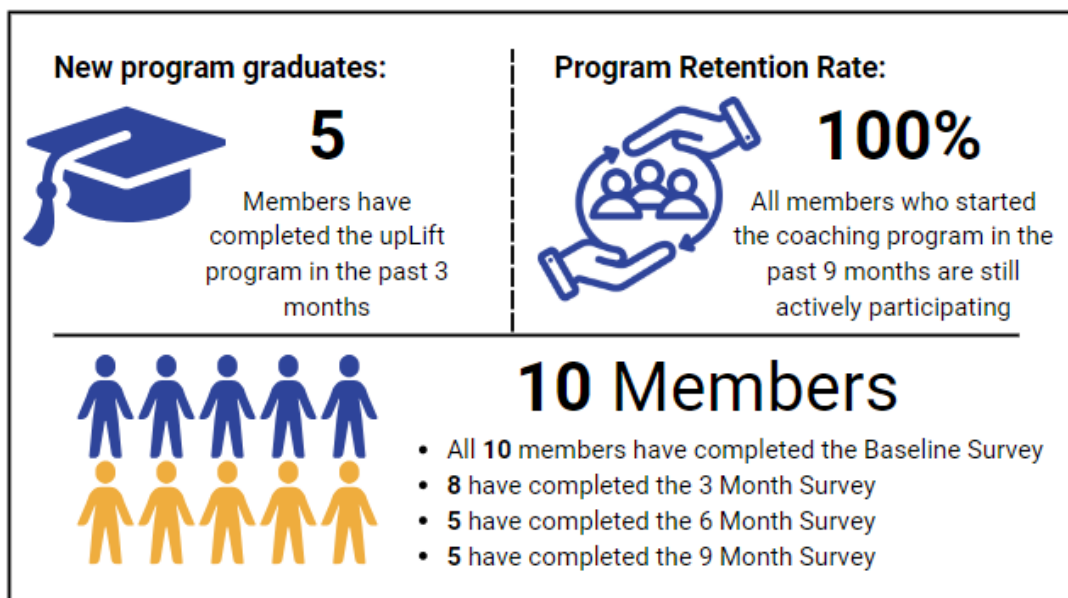 New program graduates:
5
Members have
completed the upLift
program in the past 3
months
Program Retention Rate:
100%
All members who started
the coaching program in the
past 9 months are still
actively participating
10 Members
• All 10 members have completed the Baseline Survey
• 8 have completed the 3 Month Survey
• 5 have completed the 6 Month Survey
• 5 have completed the 9 Month Survey